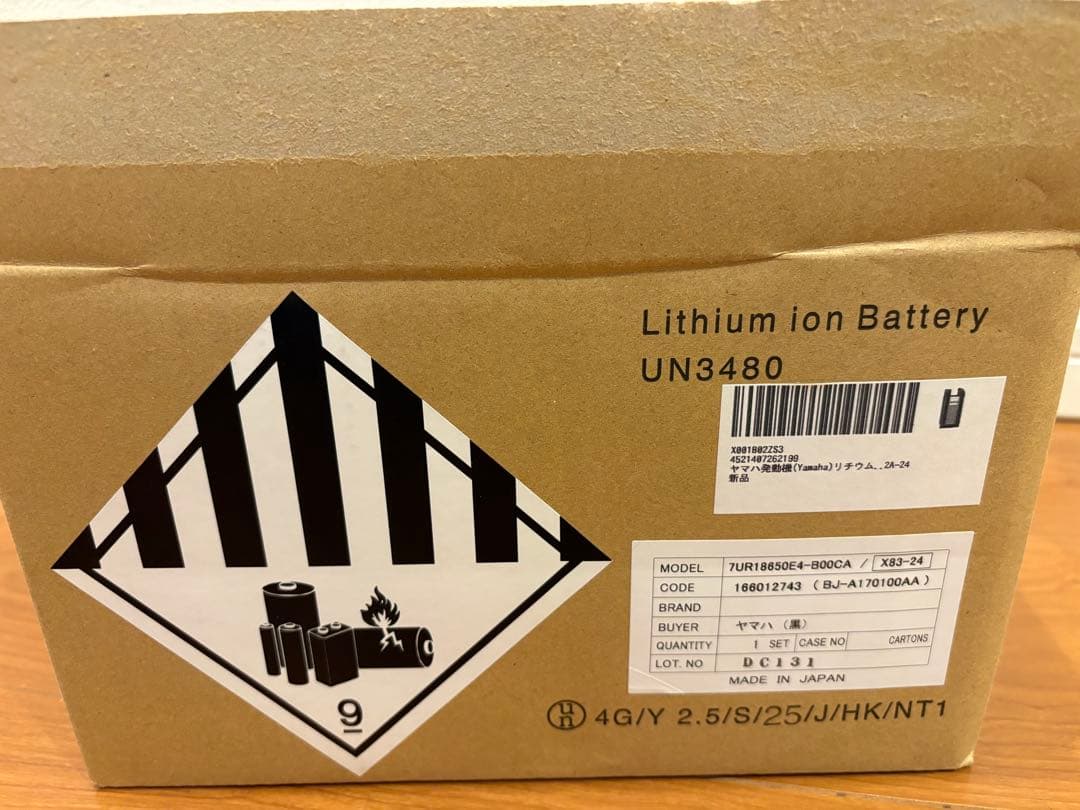 Lithium ion Battery
UN3480
X001B02ZS3
4521407262199
ヤマハ発動機(Yamaha)リチウム..2A-24
新品
MODEL 7UR18650E4-B00CA / X83-24
CODE 166012743 (BJ-A170100AA)
BRAND
BUYER ヤマハ (黒)
QUANTITY 1 SET CASE NO CARTONS
LOT. NO DC131
MADE IN JAPAN
un 4G/Y 2.5/S/25/J/HK/NT1
9